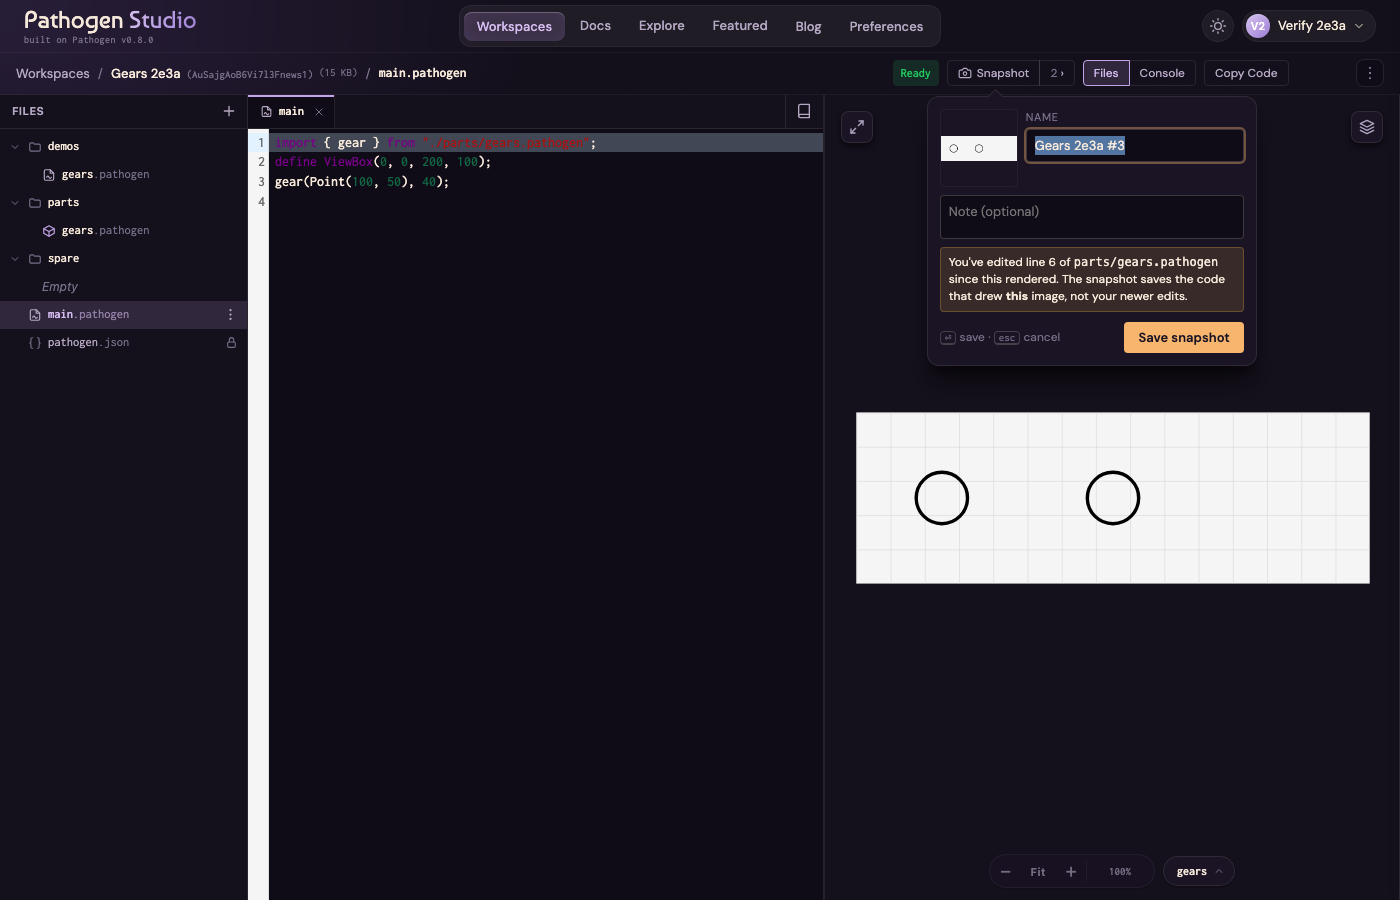 Pathogen Studio
built on Pathogen v0.8.0
Workspaces
Docs
Explore
Featured
Blog
Preferences
V2
Verify 2e3a
Workspaces / Gears 2e3a (AuSajgAoB6Vi7l3Fnews1) (15 KB) / main.pathogen
Ready
Snapshot
2 ›
Files
Console
Copy Code
FILES
demos
gears.pathogen
parts
gears.pathogen
spare
Empty
main.pathogen
{ } pathogen.json
main
1 import { gear } from "./parts/gears.pathogen";
2 define ViewBox(0, 0, 200, 100);
3 gear(Point(100, 50), 40);
4
NAME
Gears 2e3a #3
Note (optional)
You've edited line 6 of parts/gears.pathogen
since this rendered. The snapshot saves the code
that drew this image, not your newer edits.
⏎ save · esc cancel
Save snapshot
Fit
100%
gears